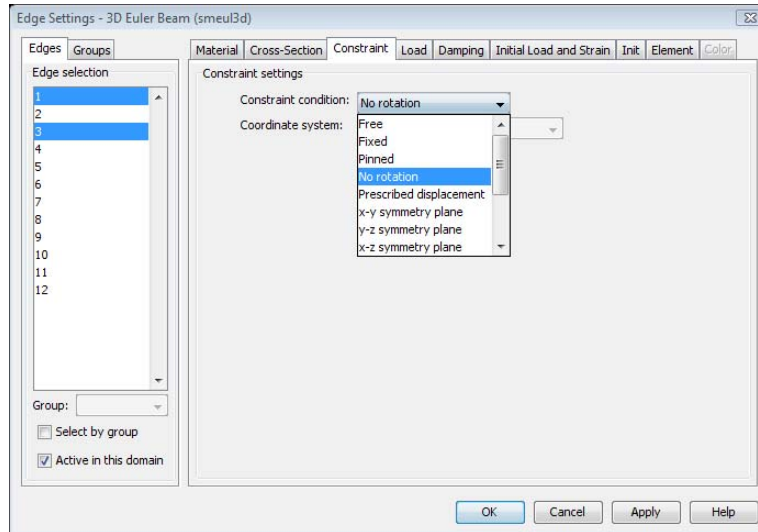 Edge Settings - 3D Euler Beam (smeul3d)
Edges Groups
Material Cross-Section Constraint Load Damping Initial Load and Strain Init Element Color
Edge selection
1
2
3
4
5
6
7
8
9
10
11
12
Group:
Select by group
Active in this domain
Constraint settings
Constraint condition: No rotation
Coordinate system:
Free
Fixed
Pinned
No rotation
Prescribed displacement
x-y symmetry plane
y-z symmetry plane
x-z symmetry plane
OK Cancel Apply Help